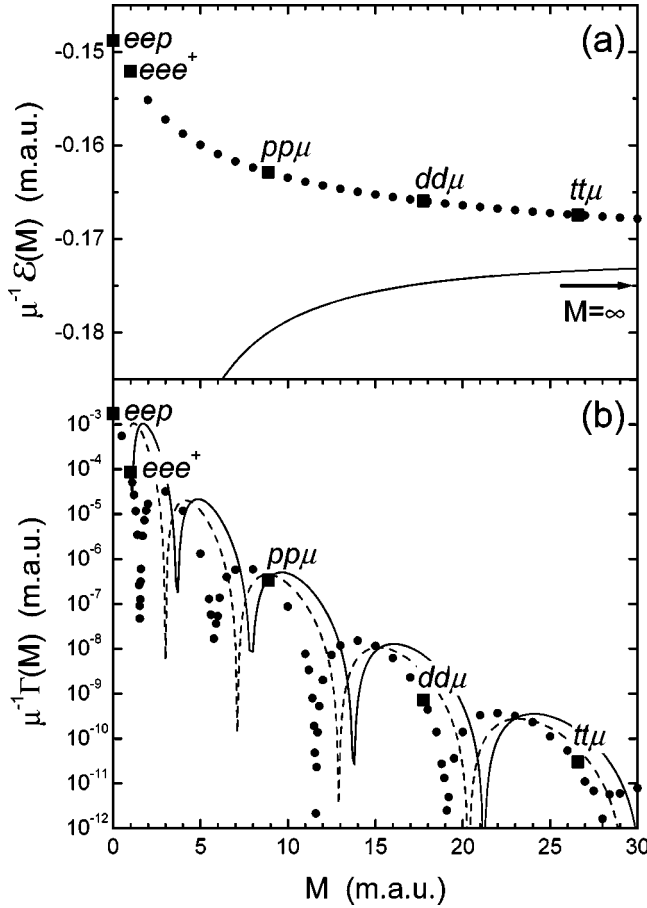 (a)
-0.15
-0.16
-0.17
-0.18
μ⁻¹ ℰ(M) (m.a.u.)
eep
eee⁺
ppμ
ddμ
ttμ
M=∞
(b)
10⁻³
10⁻⁴
10⁻⁵
10⁻⁶
10⁻⁷
10⁻⁸
10⁻⁹
10⁻¹⁰
10⁻¹¹
10⁻¹²
μ⁻¹Γ(M) (m.a.u.)
eep
eee⁺
ppμ
ddμ
ttμ
0 5 10 15 20 25 30
M (m.a.u.)